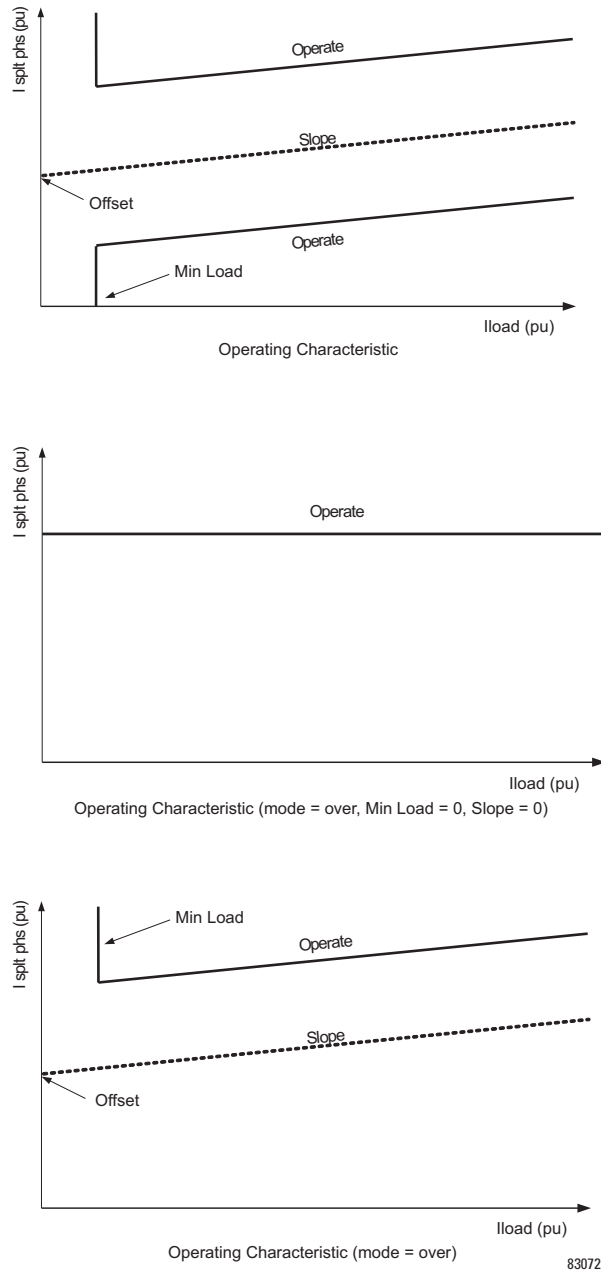 I splt phs (pu)
Operate
Slope
Offset
Operate
Min Load
Iload (pu)
Operating Characteristic
I splt phs (pu)
Operate
Iload (pu)
Operating Characteristic (mode = over, Min Load = 0, Slope = 0)
I splt phs (pu)
Min Load
Operate
Slope
Offset
Iload (pu)
Operating Characteristic (mode = over)
83072